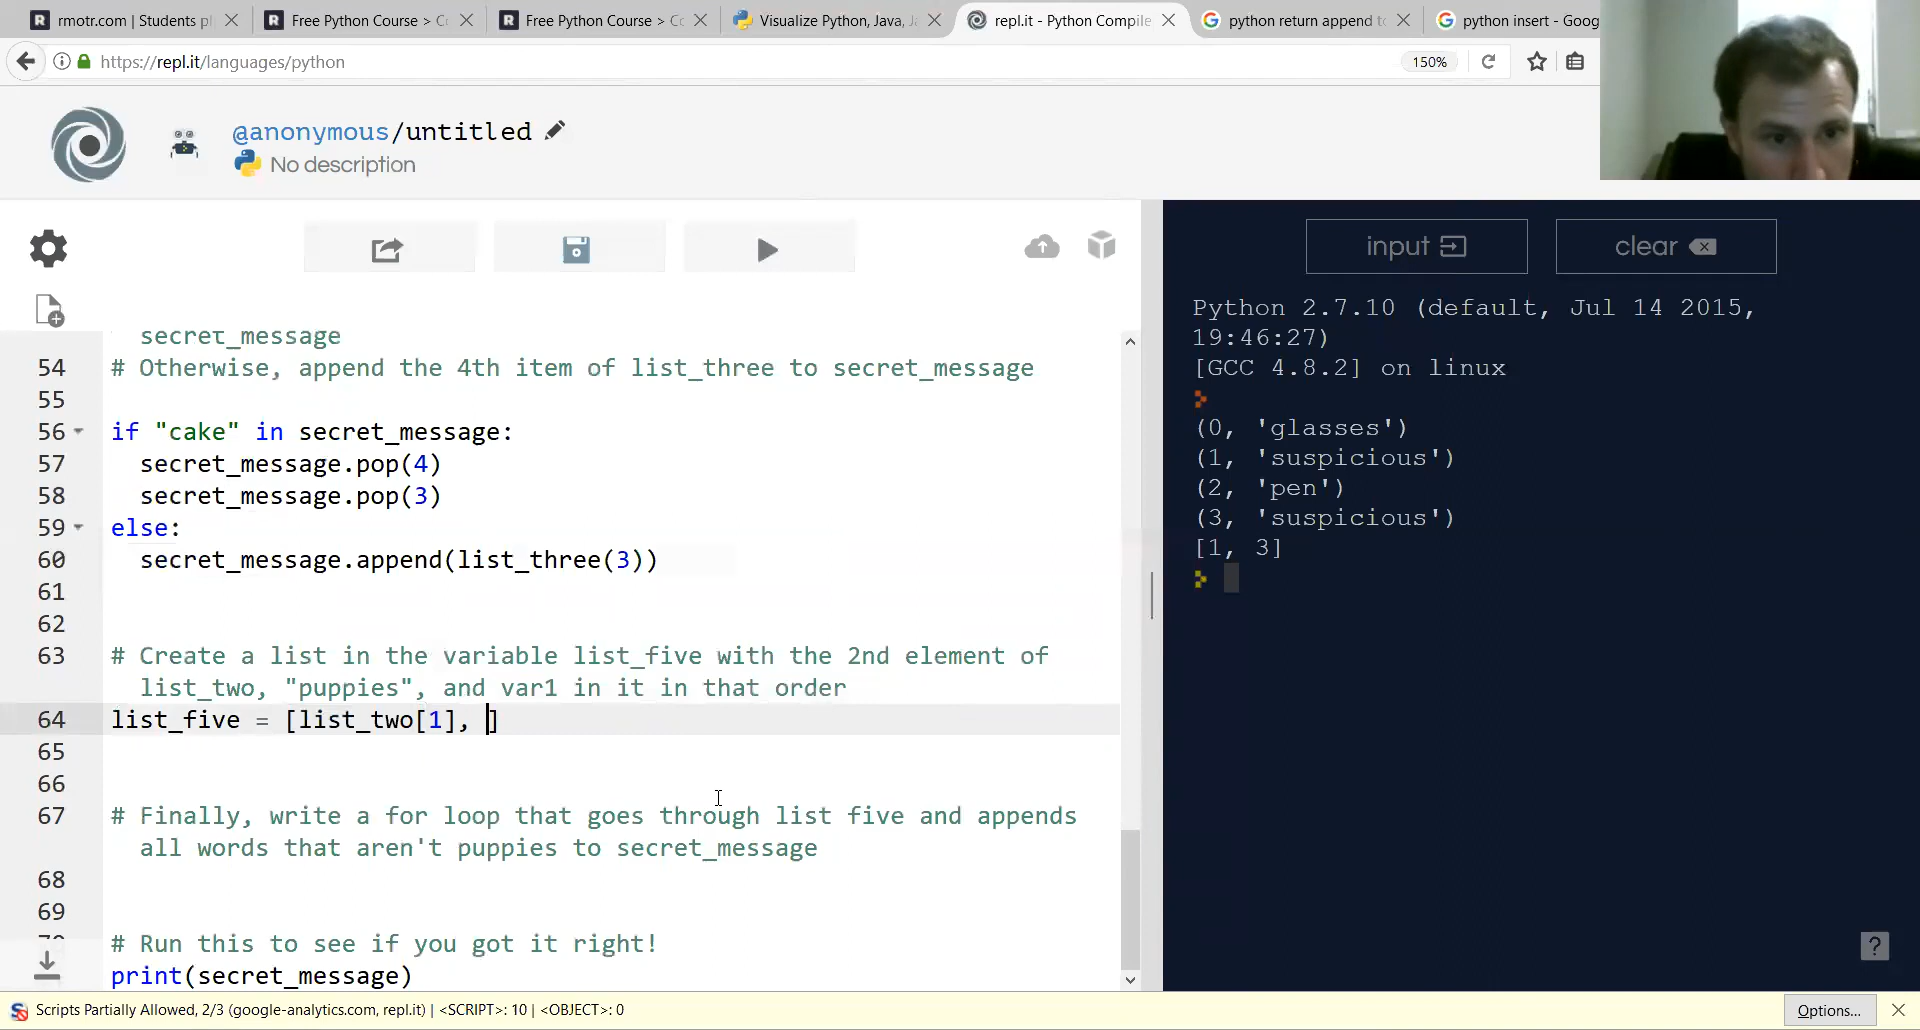 rmotr.com | Students pl
Free Python Course > Co
Free Python Course > Co
Visualize Python, Java, Ja
repl.it - Python Compile
python return append to
python insert - Goog
https://repl.it/languages/python
150%
@anonymous/untitled
No description
input
clear
secret_message
54 # Otherwise, append the 4th item of list_three to secret_message
55
56 if "cake" in secret_message:
57 secret_message.pop(4)
58 secret_message.pop(3)
59 else:
60 secret_message.append(list_three(3))
61
62
63 # Create a list in the variable list_five with the 2nd element of
list_two, "puppies", and var1 in it in that order
64 list_five = [list_two[1], ]
65
66
67 # Finally, write a for loop that goes through list five and appends
all words that aren't puppies to secret_message
68
69
# Run this to see if you got it right!
print(secret_message)
Python 2.7.10 (default, Jul 14 2015,
19:46:27)
[GCC 4.8.2] on linux
(0, 'glasses')
(1, 'suspicious')
(2, 'pen')
(3, 'suspicious')
[1, 3]
?
Scripts Partially Allowed, 2/3 (google-analytics.com, repl.it) | <SCRIPT>: 10 | <OBJECT>: 0
Options...